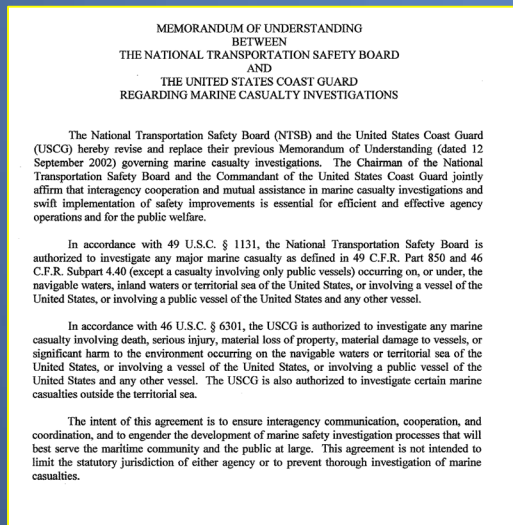 MEMORANDUM OF UNDERSTANDING
BETWEEN
THE NATIONAL TRANSPORTATION SAFETY BOARD
AND
THE UNITED STATES COAST GUARD
REGARDING MARINE CASUALTY INVESTIGATIONS
The National Transportation Safety Board (NTSB) and the United States Coast Guard
(USCG) hereby revise and replace their previous Memorandum of Understanding (dated 12
September 2002) governing marine casualty investigations. The Chairman of the National
Transportation Safety Board and the Commandant of the United States Coast Guard jointly
affirm that interagency cooperation and mutual assistance in marine casualty investigations and
swift implementation of safety improvements is essential for efficient and effective agency
operations and for the public welfare.
In accordance with 49 U.S.C. § 1131, the National Transportation Safety Board is
authorized to investigate any major marine casualty as defined in 49 C.F.R. Part 850 and 46
C.F.R. Subpart 4.40 (except a casualty involving only public vessels) occurring on, or under, the
navigable waters, inland waters or territorial sea of the United States, or involving a vessel of the
United States, or involving a public vessel of the United States and any other vessel.
In accordance with 46 U.S.C. § 6301, the USCG is authorized to investigate any marine
casualty involving death, serious injury, material loss of property, material damage to vessels, or
significant harm to the environment occurring on the navigable waters or territorial sea of the
United States, or involving a vessel of the United States, or involving a public vessel of the
United States and any other vessel. The USCG is also authorized to investigate certain marine
casualties outside the territorial sea.
The intent of this agreement is to ensure interagency communication, cooperation, and
coordination, and to engender the development of marine safety investigation processes that will
best serve the maritime community and the public at large. This agreement is not intended to
limit the statutory jurisdiction of either agency or to prevent thorough investigation of marine
casualties.